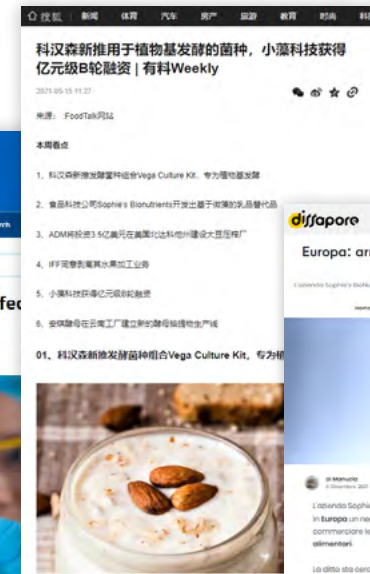 搜狐 新闻 体育 汽车 房产 旅游 教育 时尚 科
科汉森新推用于植物基发酵的菌种，小藻科技获得
亿元级B轮融资 | 有料Weekly
2021-05-15 11:27
来源： FoodTalk网站
本周看点
1、科汉森新推发酵菌种组合Vega Culture Kit，专为植物基发酵
2、食品科技公司Sophie's Bionutrients开发出基于微藻的乳品替代品
3、ADM将投资3.5亿美元在美国北达科他州建设大豆压榨厂
4、IFF同意剥离其水果加工业务
5、小藻科技获得亿元级B轮融资
6、安琪酵母在云南工厂建立新的酵母抽提物生产线
01、科汉森新推发酵菌种组合Vega Culture Kit，专为植
rch
fec
dissapore
Europa: arr
L'azienda Sophie's BioNu
Home
di Manuela
L'azienda Sophie
in Europa un ne
commerciare le
alimentari.
La ditta sta cerc